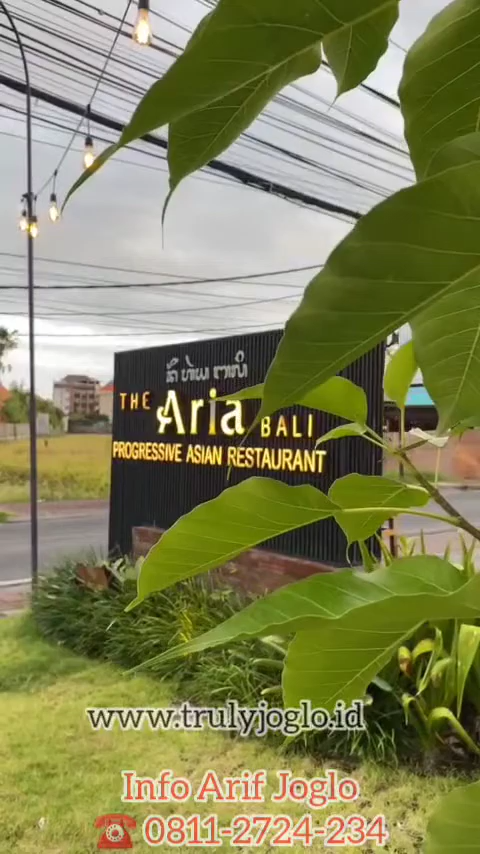 THE Aria BALI
PROGRESSIVE ASIAN RESTAURANT
www.trulyjoglo.id
Info Arif Joglo
☎ 0811-2724-234